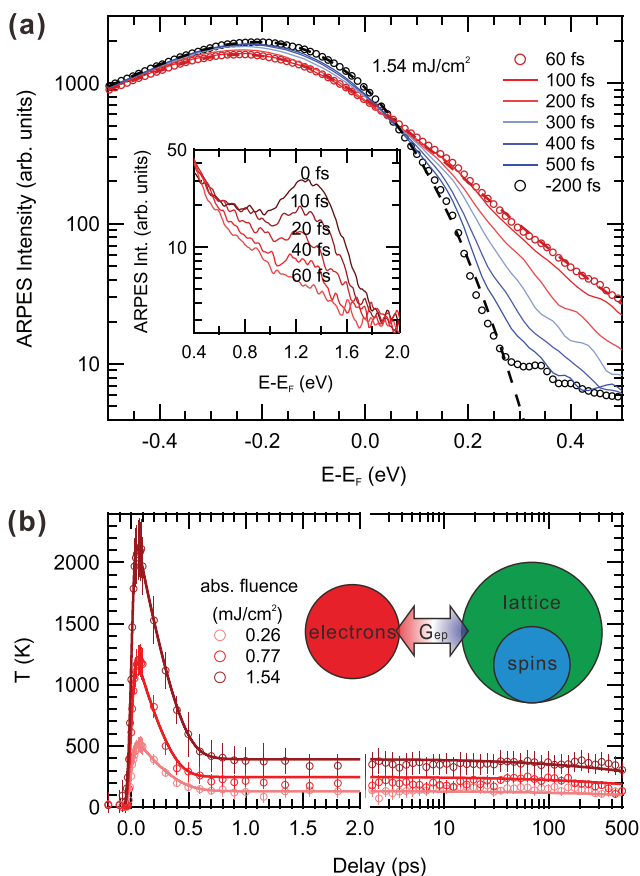 (a)
1.54 mJ/cm²
60 fs
100 fs
200 fs
300 fs
400 fs
500 fs
-200 fs
ARPES Intensity (arb. units)
1000
100
10
50
10
ARPES Int. (arb. units)
0 fs
10 fs
20 fs
40 fs
60 fs
0.4
0.8
1.2
1.6
2.0
E-E_F (eV)
-0.4
-0.2
0.0
0.2
0.4
E-E_F (eV)
(b)
T (K)
2000
1500
1000
500
0
abs. fluence
(mJ/cm²)
0.26
0.77
1.54
electrons
G_ep
lattice
spins
0.0
0.5
1.0
1.5
2.0
10
100
500
Delay (ps)